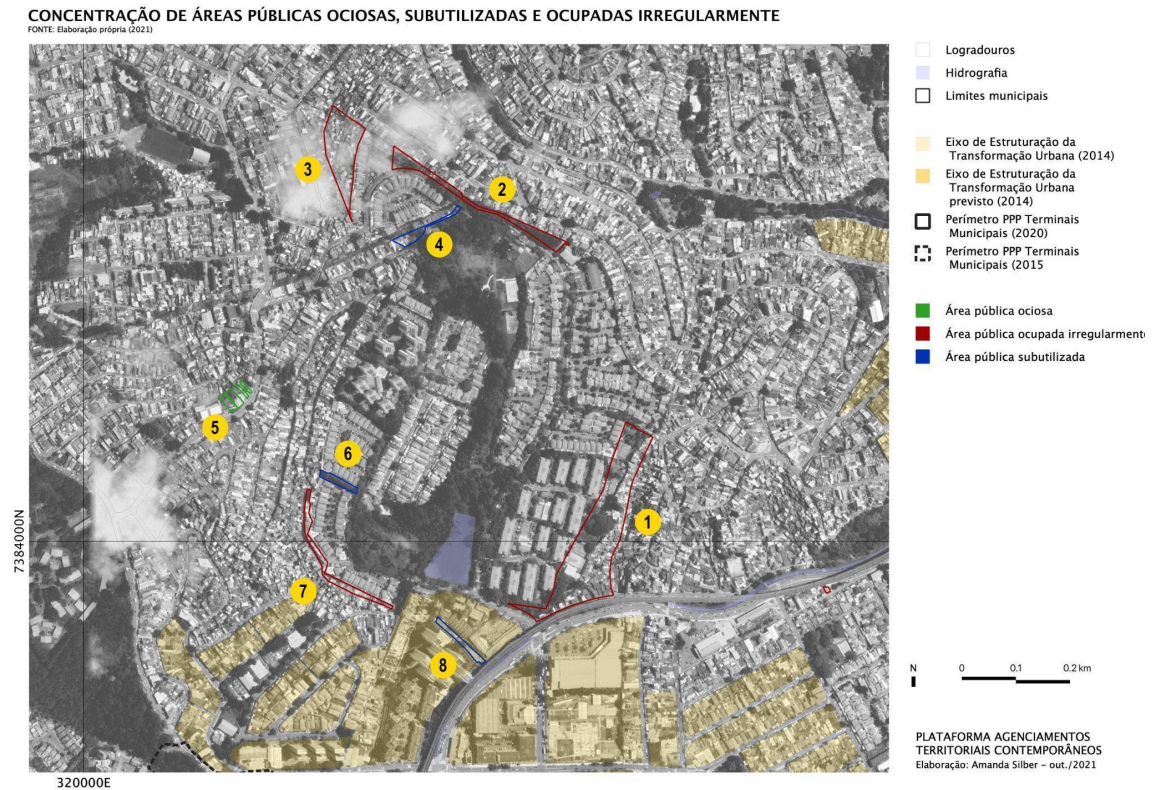 CONCENTRAÇÃO DE ÁREAS PÚBLICAS OCIOSAS, SUBUTILIZADAS E OCUPADAS IRREGULARMENTE
FONTE: Elaboração própria (2021)
Logradouros
Hidrografia
Limites municipais
Eixo de Estruturação da
Transformação Urbana (2014)
Eixo de Estruturação da
Transformação Urbana
previsto (2014)
Perímetro PPP Terminais
Municipais (2020)
Perímetro PPP Terminais
Municipais (2015
Área pública ociosa
Área pública ocupada irregularmente
Área pública subutilizada
3
2
4
5
6
1
7
8
7384000N
320000E
N
0 0.1 0.2 km
PLATAFORMA AGENCIAMENTOS
TERRITORIAIS CONTEMPORÂNEOS
Elaboração: Amanda Silber – out./2021